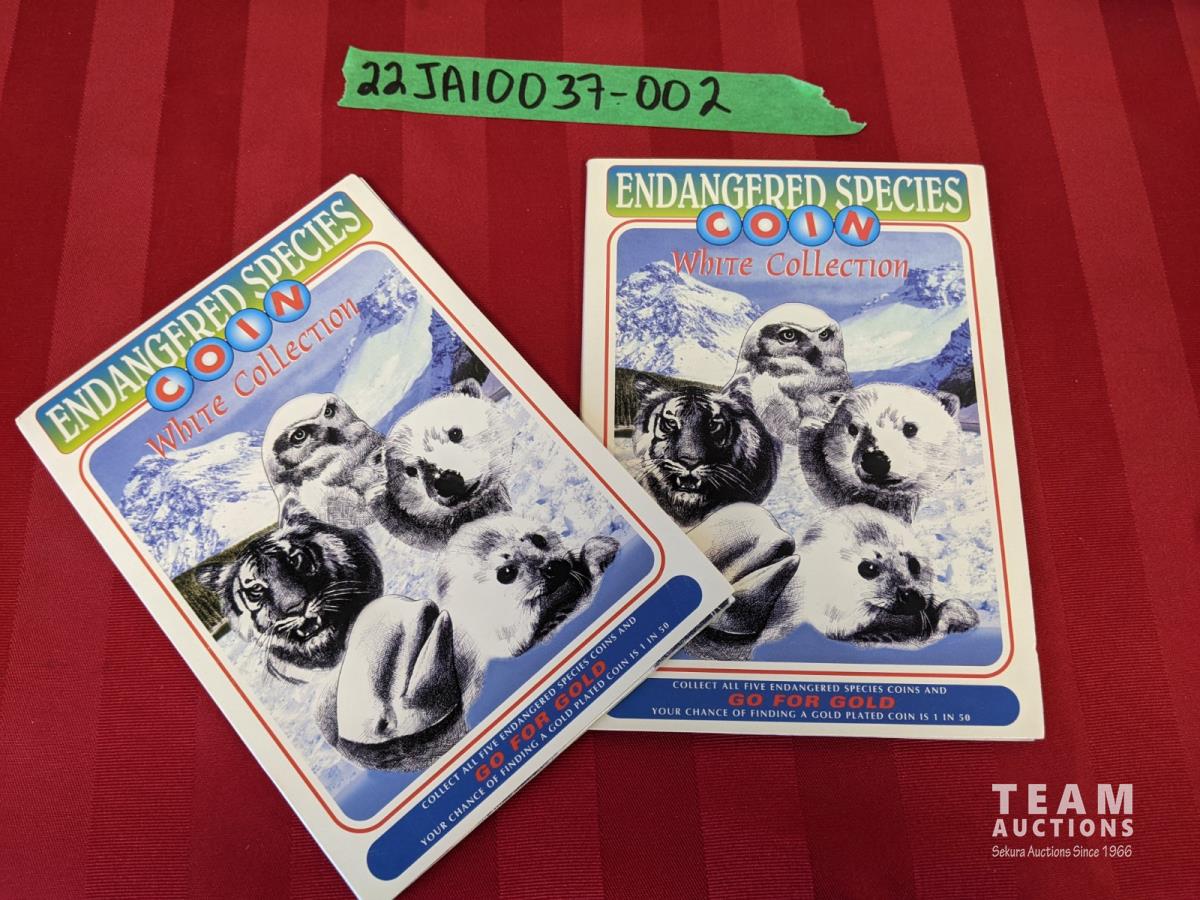 22JAI0037-002
ENDANGERED SPECIES
COIN
White Collection
COLLECT ALL FIVE ENDANGERED SPECIES COINS AND
GO FOR GOLD
YOUR CHANCE OF FINDING A GOLD PLATED COIN IS 1 IN 50
ENDANGERED SPECIES
COIN
White Collection
COLLECT ALL FIVE ENDANGERED SPECIES COINS AND
GO FOR GOLD
YOUR CHANCE OF FINDING A GOLD PLATED COIN IS 1 IN 50
TEAM
AUCTIONS
Sekura Auctions Since 1966